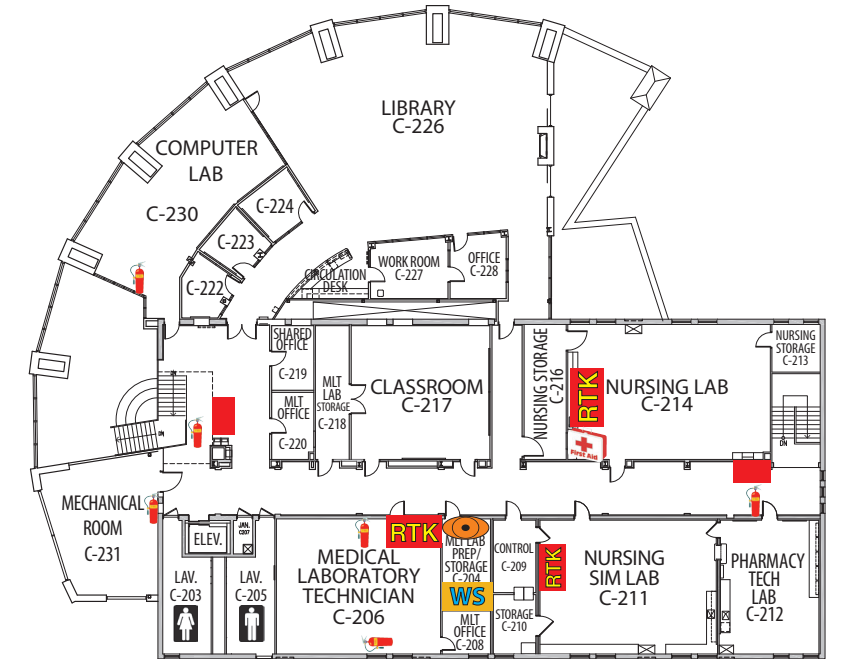 LIBRARY
C-226
COMPUTER
LAB
C-230
C-224
C-223
C-222
CIRCULATION
DESK
WORK ROOM
C-227
OFFICE
C-228
SHARED
OFFICE
C-219
MLT
OFFICE
C-220
MLT
LAB
STORAGE
C-218
CLASSROOM
C-217
NURSING STORAGE
C-216
RTK
First Aid
NURSING LAB
C-214
NURSING
STORAGE
C-213
DN
DN
DN
MECHANICAL
ROOM
C-231
ELEV.
JAN.
C207
LAV.
C-203
LAV.
C-205
MEDICAL
LABORATORY
TECHNICIAN
C-206
RTK
MLT LAB
PREP/
STORAGE
C-204
WS
MLT
OFFICE
C-208
CONTROL
C-209
STORAGE
C-210
RTK
NURSING
SIM LAB
C-211
PHARMACY
TECH
LAB
C-212